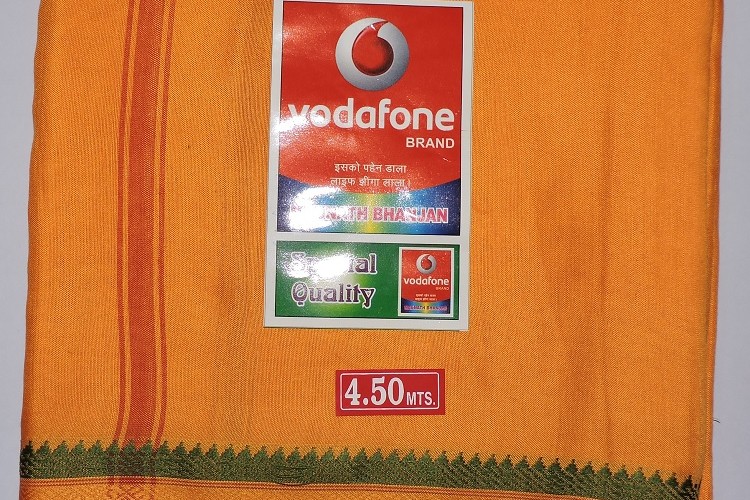 vodafone
BRAND
इसको पहेन डाला
लाइफ झींगा लाला।
BHANJAN
Special
Quality
vodafone
BRAND
4.50 MTS.